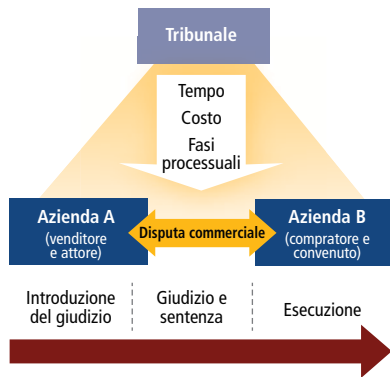 Tribunale
Tempo
Costo
Fasi
processuali
Azienda A
(venditore
e attore)
Disputa commerciale
Azienda B
(compratore e
convenuto)
Introduzione
del giudizio
Giudizio e
sentenza
Esecuzione